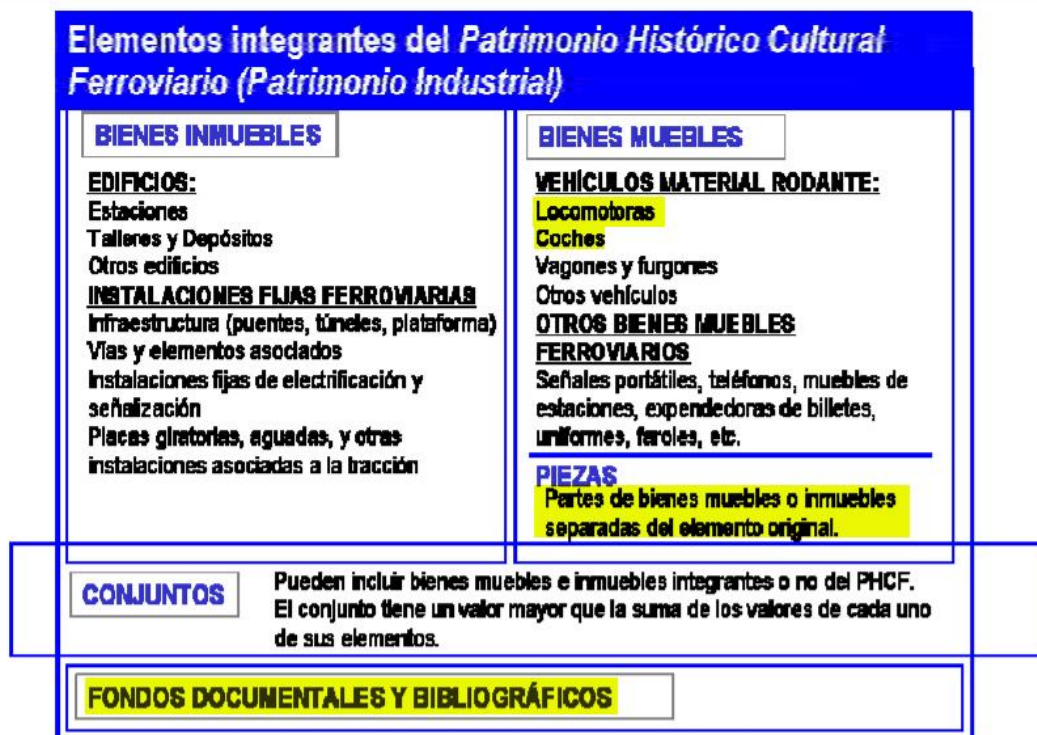 Elementos integrantes del Patrimonio Histórico Cultural
Ferroviario (Patrimonio Industrial)
BIENES INMUEBLES
EDIFICIOS:
Estaciones
Talleres y Depósitos
Otros edificios
INSTALACIONES FIJAS FERROVIARIAS
Infraestructura (puentes, túneles, plataforma)
Vías y elementos asociados
Instalaciones fijas de electrificación y
señalización
Placas giratorias, aguadas, y otras
instalaciones asociadas a la tracción
BIENES MUEBLES
VEHÍCULOS MATERIAL RODANTE:
Locomotoras
Coches
Vagones y furgones
Otros vehículos
OTROS BIENES MUEBLES
FERROVIARIOS
Señales portátiles, teléfonos, muebles de
estaciones, expendedoras de billetes,
uniformes, faroles, etc.
PIEZAS
Partes de bienes muebles o inmuebles
separadas del elemento original.
CONJUNTOS
Pueden incluir bienes muebles e inmuebles integrantes o no del PHCF.
El conjunto tiene un valor mayor que la suma de los valores de cada uno
de sus elementos.
FONDOS DOCUMENTALES Y BIBLIOGRÁFICOS